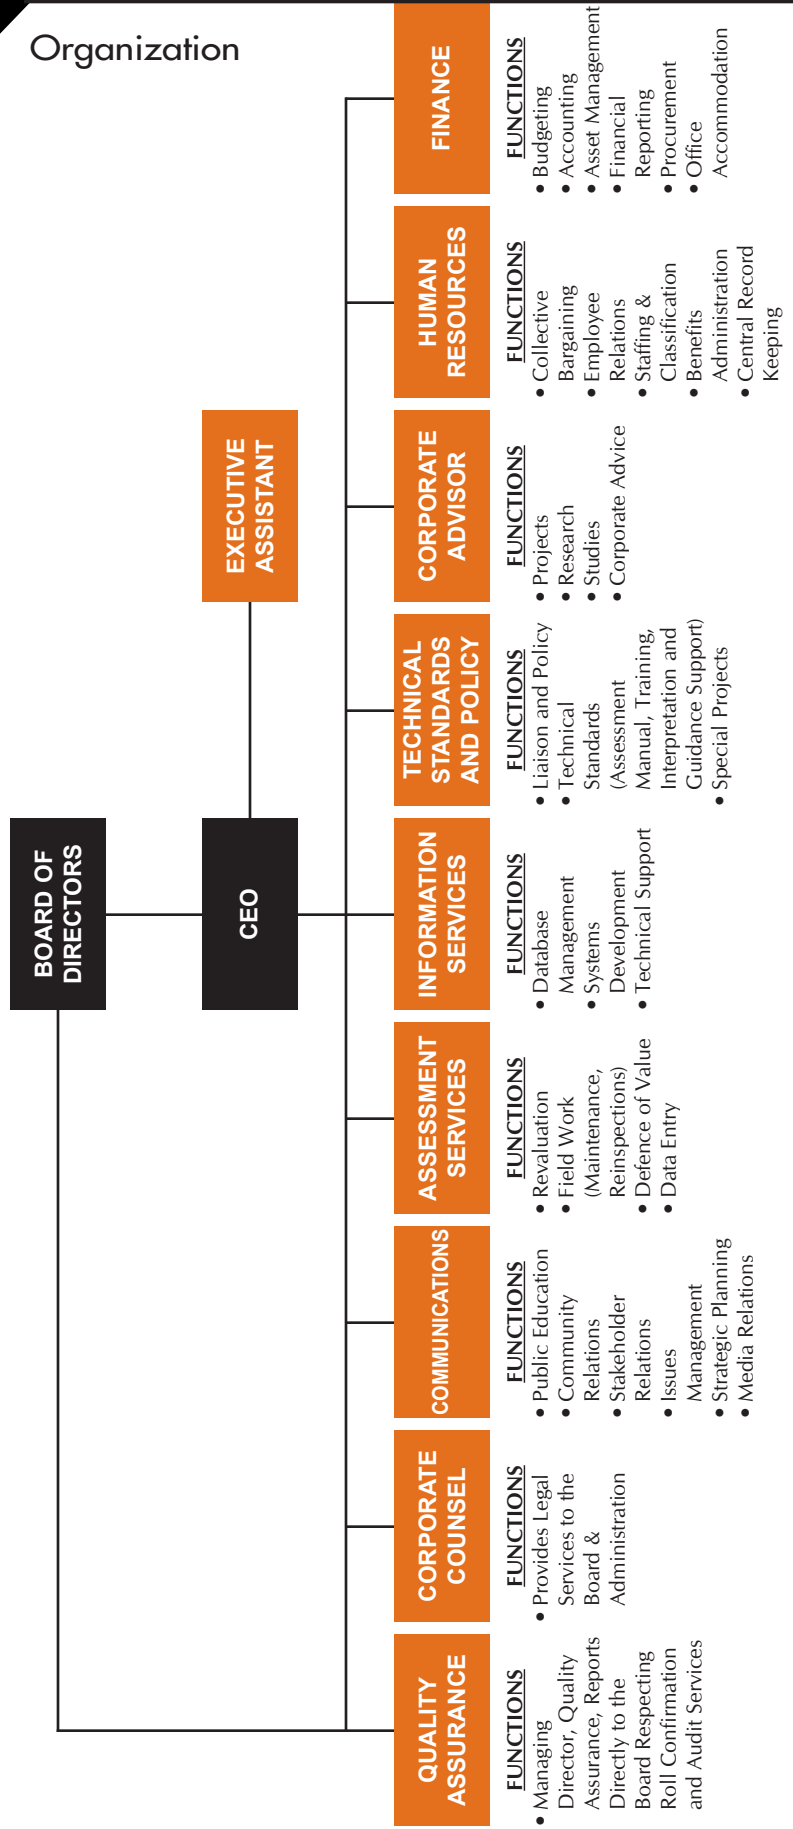 Organization
BOARD OF
DIRECTORS
CEO
EXECUTIVE
ASSISTANT
QUALITY
ASSURANCE
FUNCTIONS
• Managing
Director, Quality
Assurance, Reports
Directly to the
Board Respecting
Roll Confirmation
and Audit Services
CORPORATE
COUNSEL
FUNCTIONS
• Provides Legal
Services to the
Board &
Administration
COMMUNICATIONS
FUNCTIONS
• Public Education
• Community
Relations
• Stakeholder
Relations
• Issues
Management
• Strategic Planning
• Media Relations
ASSESSMENT
SERVICES
FUNCTIONS
• Revaluation
• Field Work
(Maintenance,
Reinspections)
• Defence of Value
• Data Entry
INFORMATION
SERVICES
FUNCTIONS
• Database
Management
• Systems
Development
• Technical Support
TECHNICAL
STANDARDS
AND POLICY
FUNCTIONS
• Liaison and Policy
• Technical
Standards
(Assessment
Manual, Training,
Interpretation and
Guidance Support)
• Special Projects
CORPORATE
ADVISOR
FUNCTIONS
• Projects
• Research
• Studies
• Corporate Advice
HUMAN
RESOURCES
FUNCTIONS
• Collective
Bargaining
• Employee
Relations
• Staffing &
Classification
• Benefits
Administration
• Central Record
Keeping
FINANCE
FUNCTIONS
• Budgeting
• Accounting
• Asset Management
• Financial
Reporting
• Procurement
• Office
Accommodation